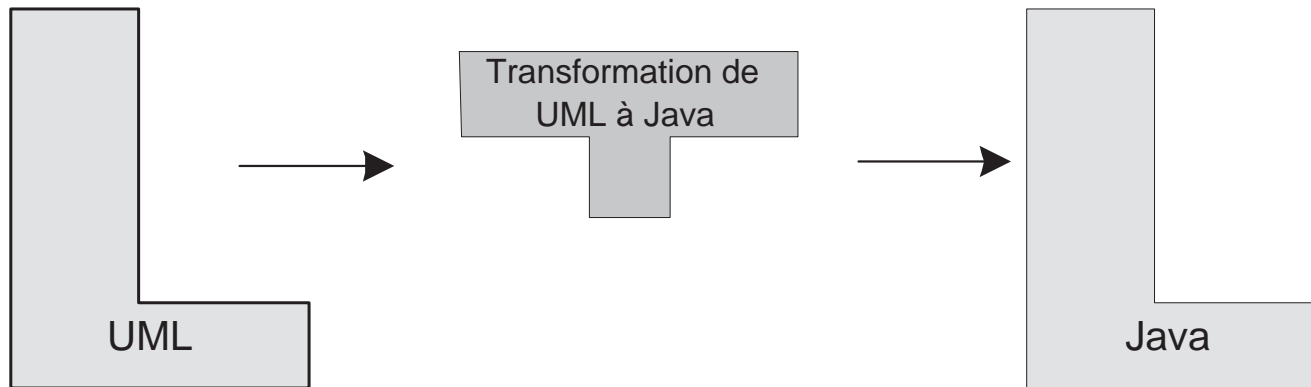 Transformation de
UML à Java
UML
Java